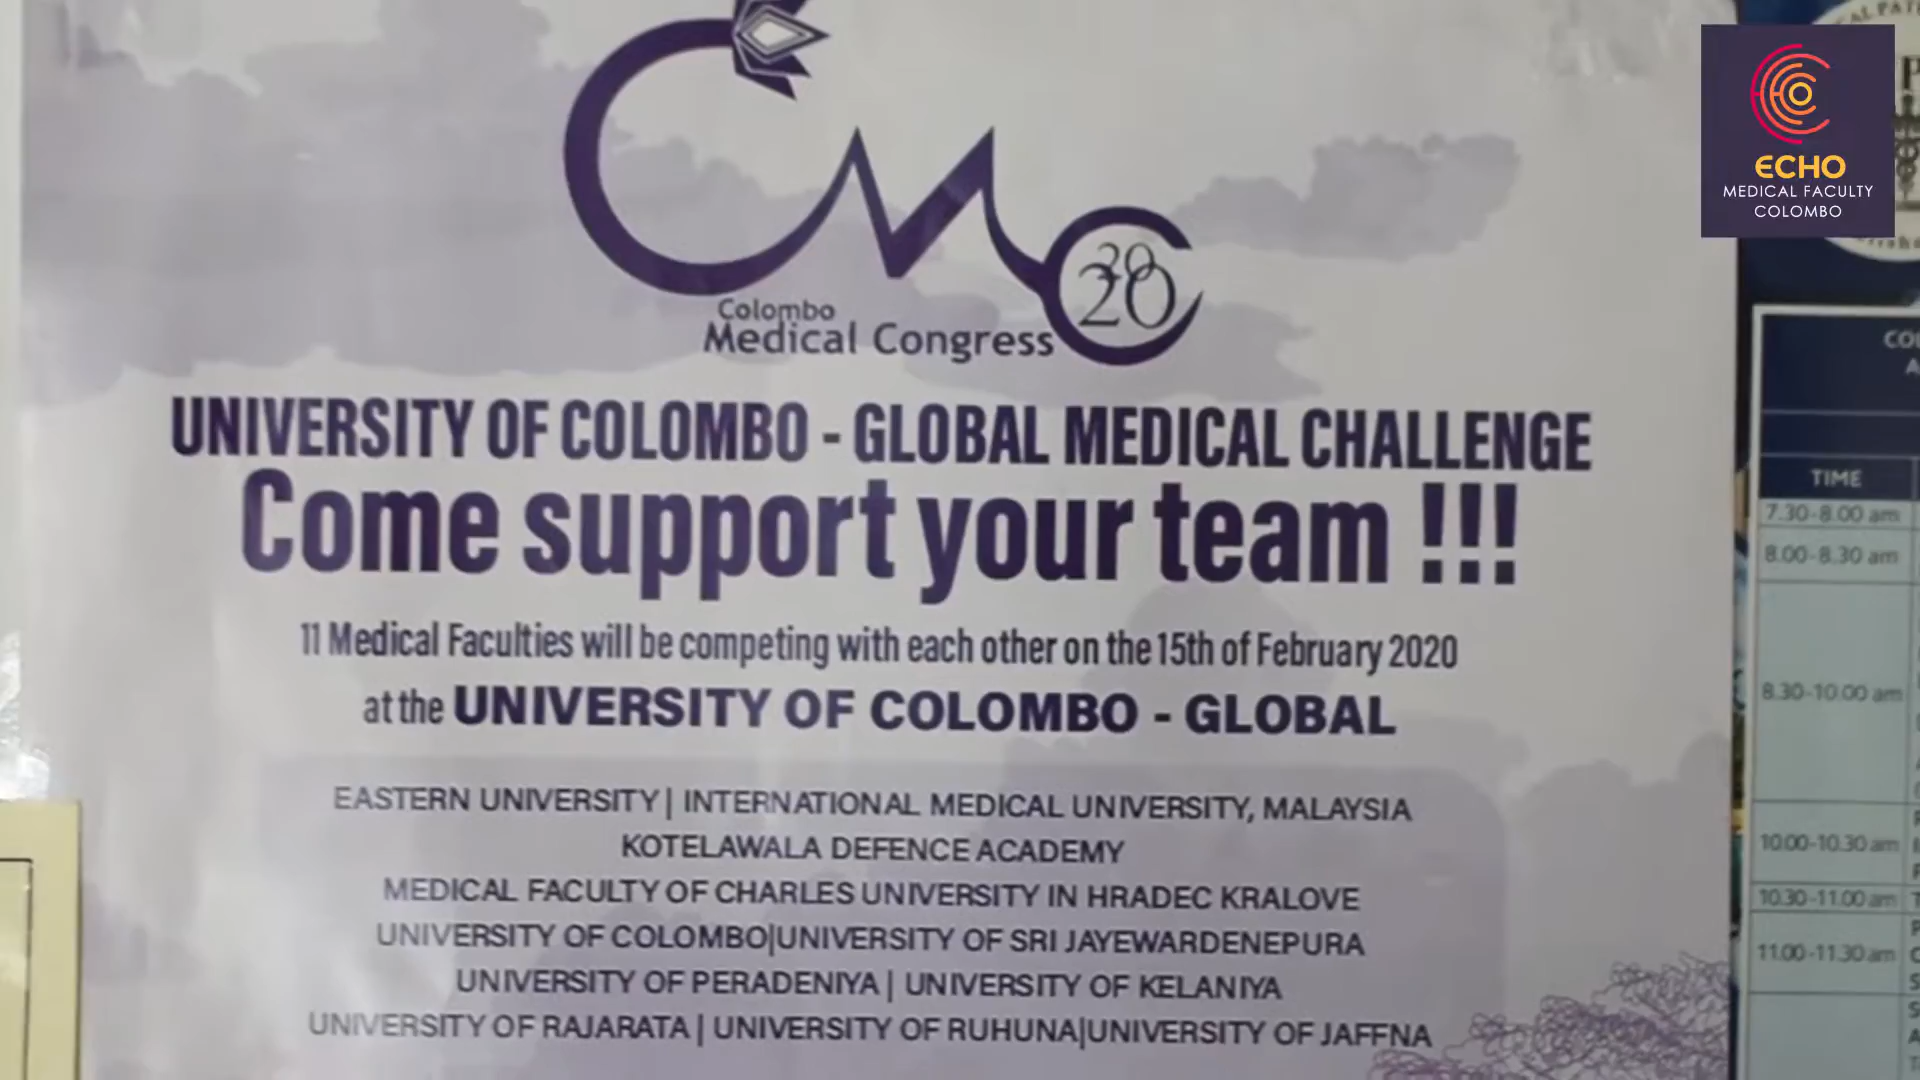 CMC
2020
Colombo
Medical Congress
UNIVERSITY OF COLOMBO - GLOBAL MEDICAL CHALLENGE
Come support your team !!!
11 Medical Faculties will be competing with each other on the 15th of February 2020
at the UNIVERSITY OF COLOMBO - GLOBAL
EASTERN UNIVERSITY | INTERNATIONAL MEDICAL UNIVERSITY, MALAYSIA
KOTELAWALA DEFENCE ACADEMY
MEDICAL FACULTY OF CHARLES UNIVERSITY IN HRADEC KRALOVE
UNIVERSITY OF COLOMBO|UNIVERSITY OF SRI JAYEWARDENEPURA
UNIVERSITY OF PERADENIYA | UNIVERSITY OF KELANIYA
UNIVERSITY OF RAJARATA | UNIVERSITY OF RUHUNA|UNIVERSITY OF JAFFNA
ECHO
MEDICAL FACULTY
COLOMBO
TIME
7.30-8.00 am
8.00-8.30 am
8.30-10.00 am
10.00-10.30 am
10.30-11.00 am
11.00-11.30 am